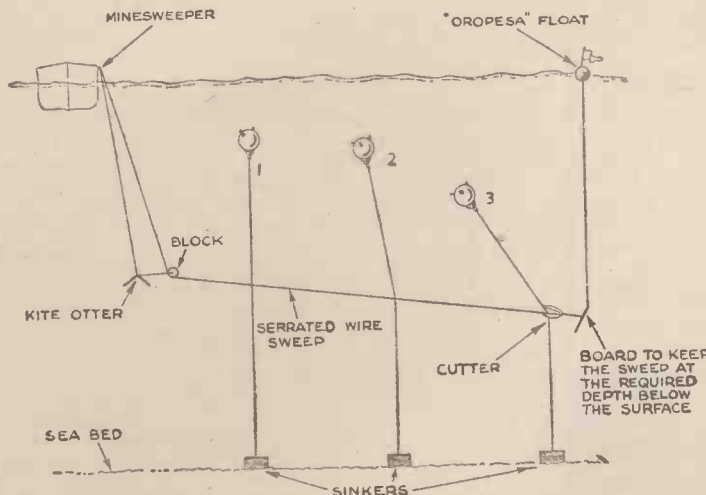 MINESWEEPER
"OROPESA" FLOAT
1
2
3
BLOCK
KITE OTTER
SERRATED WIRE
SWEEP
CUTTER
BOARD TO KEEP
THE SWEEP AT
THE REQUIRED
DEPTH BELOW
THE SURFACE
SEA BED
SINKERS